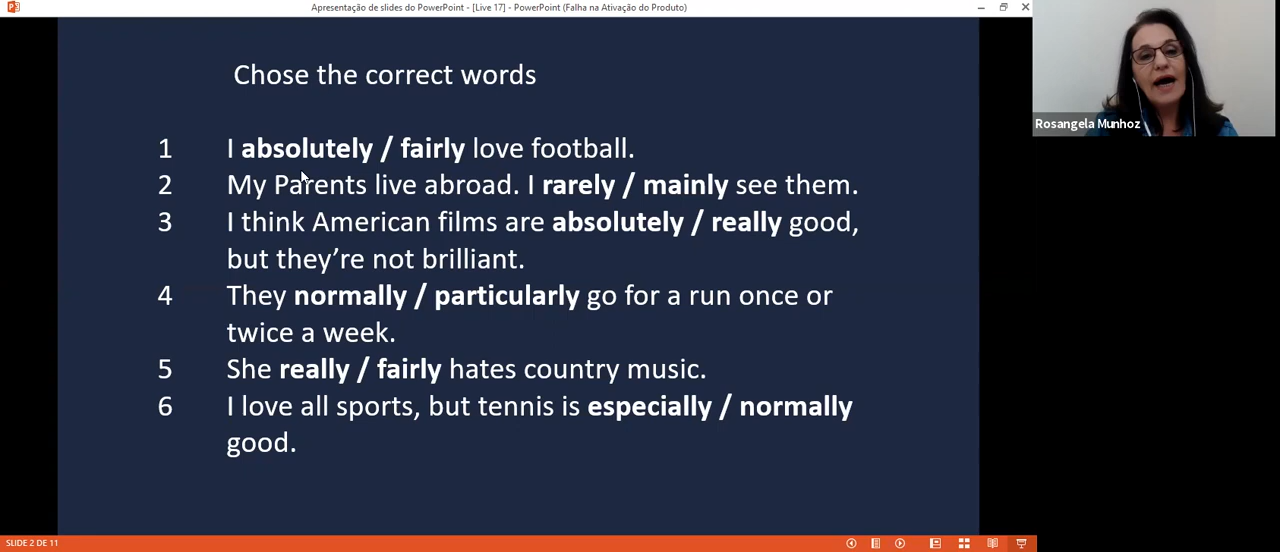 Apresentação de slides do PowerPoint - [Live 17] - PowerPoint (Falha na Ativação do Produto)
Rosangela Munhoz
Chose the correct words
1 I absolutely / fairly love football.
2 My Parents live abroad. I rarely / mainly see them.
3 I think American films are absolutely / really good,
but they're not brilliant.
4 They normally / particularly go for a run once or
twice a week.
5 She really / fairly hates country music.
6 I love all sports, but tennis is especially / normally
good.
SLIDE 2 DE 11